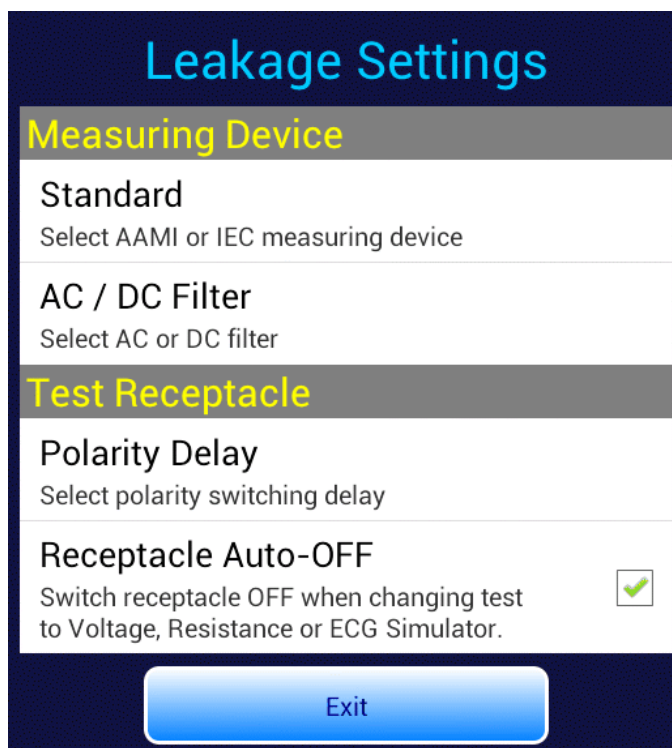 Leakage Settings
Measuring Device
Standard
Select AAMI or IEC measuring device
AC / DC Filter
Select AC or DC filter
Test Receptacle
Polarity Delay
Select polarity switching delay
Receptacle Auto-OFF
Switch receptacle OFF when changing test
to Voltage, Resistance or ECG Simulator.
Exit